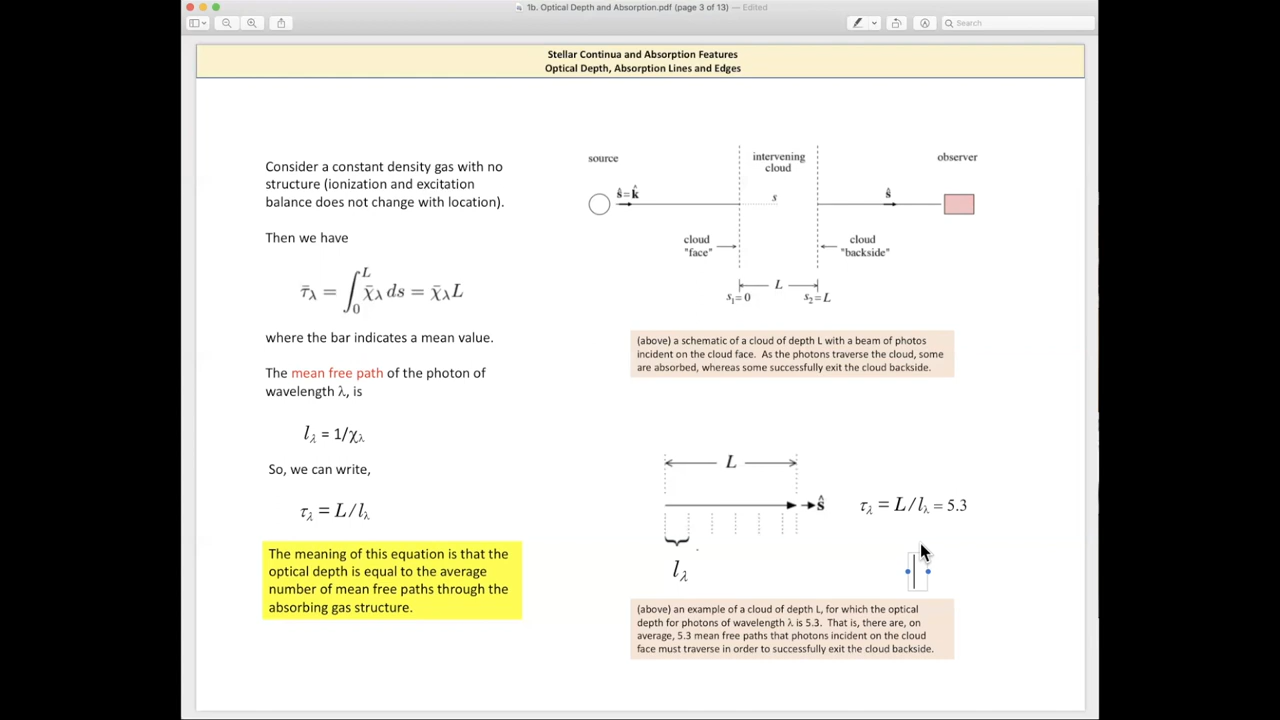 1b. Optical Depth and Absorption.pdf (page 3 of 13) — Edited
Search
Stellar Continua and Absorption Features
Optical Depth, Absorption Lines and Edges
Consider a constant density gas with no
structure (ionization and excitation
balance does not change with location).
Then we have
τ̄λ = ∫₀ᴸ χ̄λ ds = χ̄λL
where the bar indicates a mean value.
The mean free path of the photon of
wavelength λ, is
lλ = 1/χλ
So, we can write,
τλ = L/lλ
The meaning of this equation is that the
optical depth is equal to the average
number of mean free paths through the
absorbing gas structure.
source
intervening
cloud
observer
ŝ=k̂
s
ŝ
cloud
"face"
cloud
"backside"
L
s₁=0
s₂=L
(above) a schematic of a cloud of depth L with a beam of photos
incident on the cloud face. As the photons traverse the cloud, some
are absorbed, whereas some successfully exit the cloud backside.
L
ŝ
τλ = L/lλ = 5.3
lλ
(above) an example of a cloud of depth L, for which the optical
depth for photons of wavelength λ is 5.3. That is, there are, on
average, 5.3 mean free paths that photons incident on the cloud
face must traverse in order to successfully exit the cloud backside.